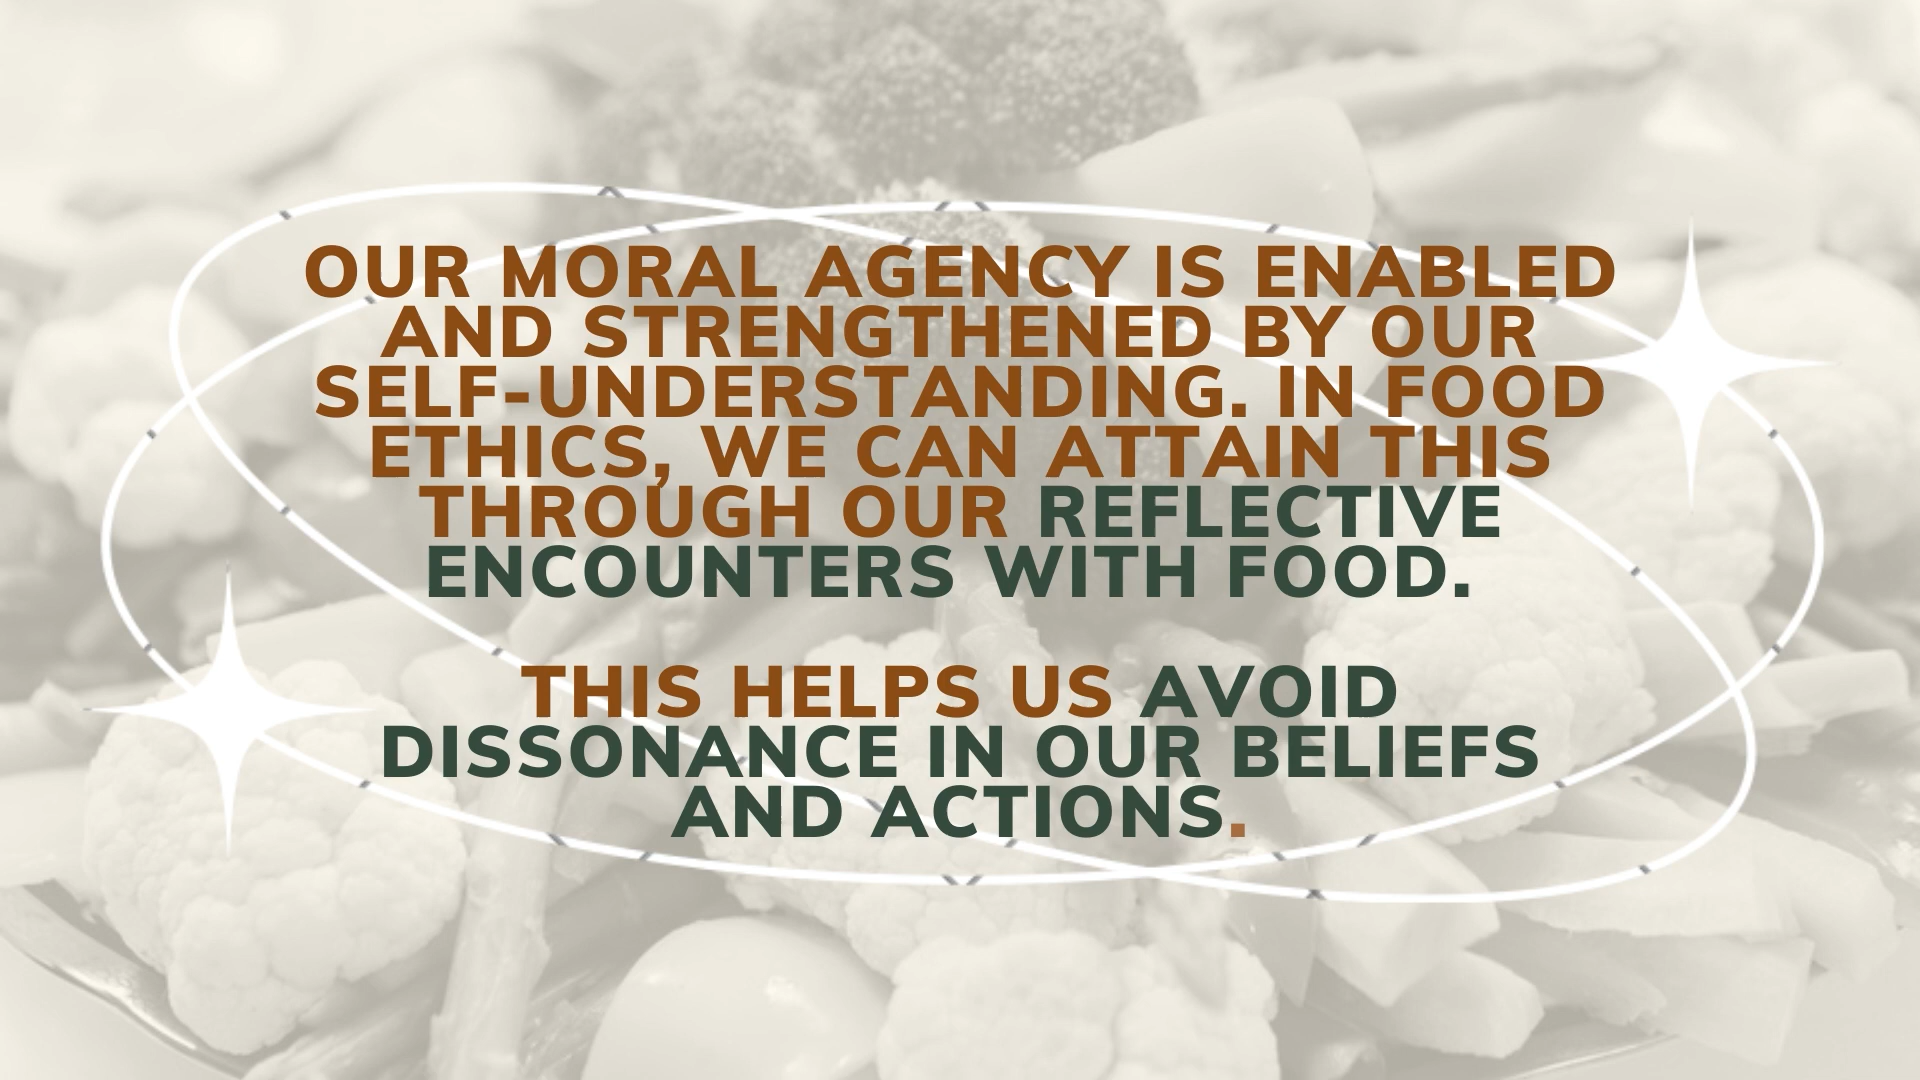 OUR MORAL AGENCY IS ENABLED
AND STRENGTHENED BY OUR
SELF-UNDERSTANDING. IN FOOD
ETHICS, WE CAN ATTAIN THIS
THROUGH OUR REFLECTIVE
ENCOUNTERS WITH FOOD.
THIS HELPS US AVOID
DISSONANCE IN OUR BELIEFS
AND ACTIONS.